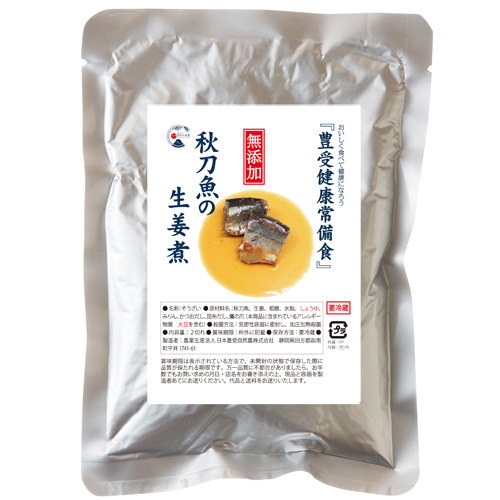 おいしく食べて健康になろう
『豊受健康常備食』
無添加
秋刀魚の
生姜煮
要冷蔵
●名称:そうざい ●原材料名:「秋刀魚、生姜、粗糖、水飴、しょうゆ、
みりん、かつおだし、昆布だし、鷹の爪（本商品に含まれているアレルギー
物質 大豆を含む）●殺菌方法：気密性容器に密封し、加圧加熱殺菌
●内容量：2切れ ●賞味期限：枠外に記載 ●保存方法：要冷蔵 ●
製造者：農業生産法人 日本豊受自然農株式会社 静岡県田方郡函南
町平井 1741-61
賞味期限は表示されている方法で、未開封の状態で保存した際に
品質が保たれる期限です。万一品質に不都合がありましたら、お手
数でもお買い求めの月日・店名をお書き添えの上、現品と容器を製
造者あてにお送りください。代品と送料をお送りいたします。
プラ